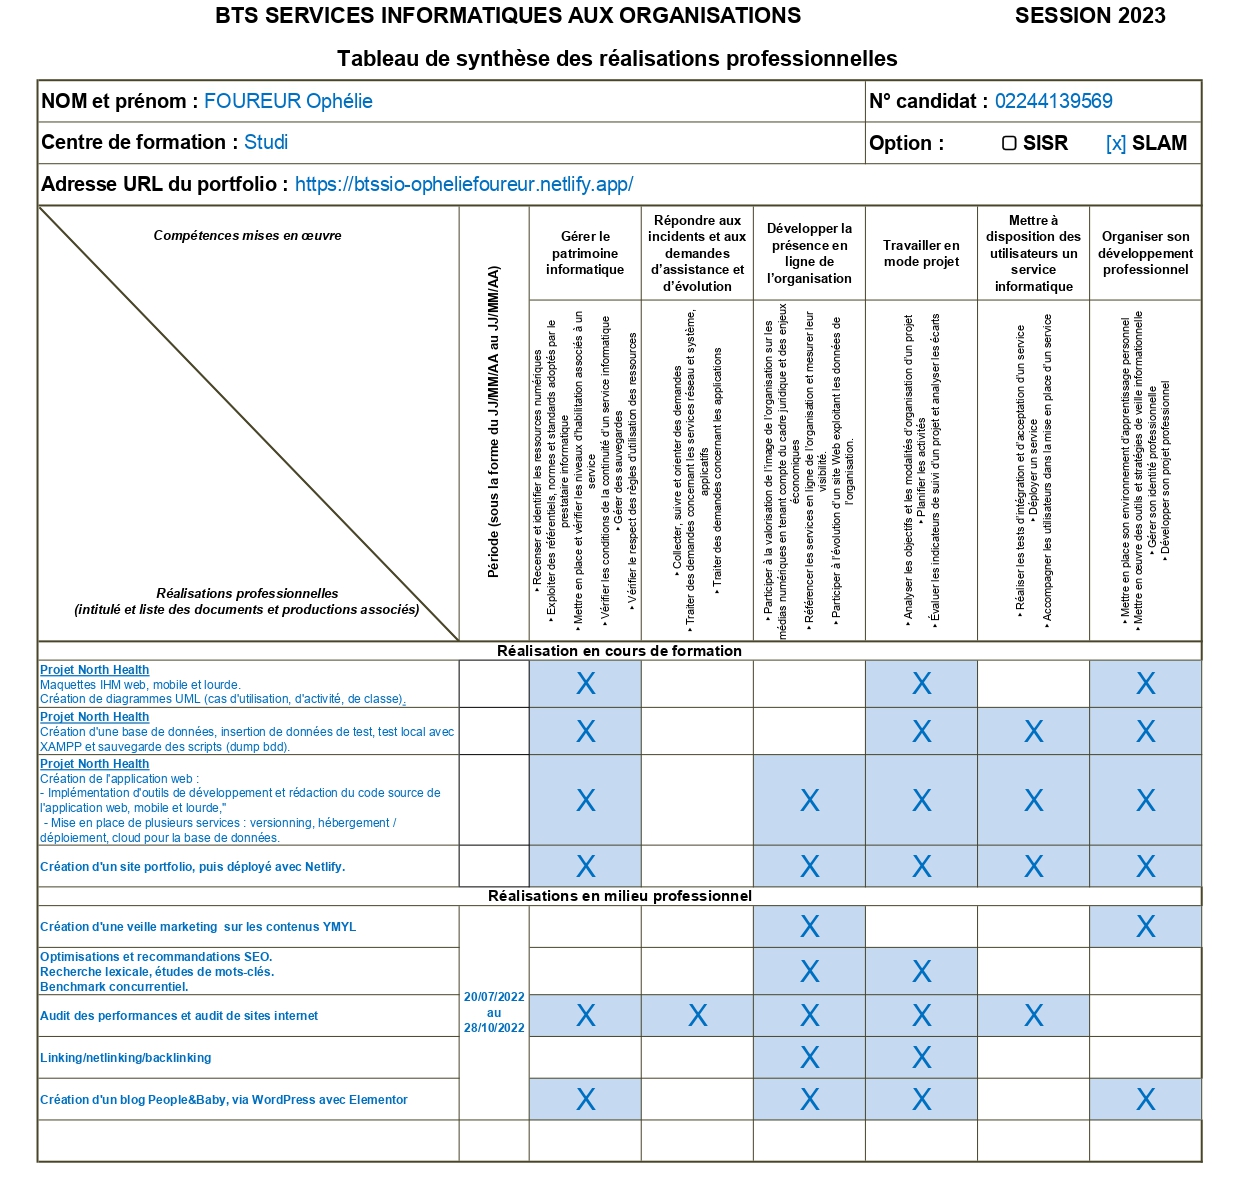 BTS SERVICES INFORMATIQUES AUX ORGANISATIONS SESSION 2023
Tableau de synthèse des réalisations professionnelles
NOM et prénom : FOUREUR Ophélie
N° candidat : 02244139569
Centre de formation : Studi
Option : ▢ SISR [x] SLAM
Adresse URL du portfolio : https://btssio-opheliefoureur.netlify.app/
Compétences mises en œuvre
Réalisations professionnelles
(intitulé et liste des documents et productions associés)
Période (sous la forme du JJ/MM/AA au JJ/MM/AA)
Gérer le
patrimoine
informatique
Répondre aux
incidents et aux
demandes
d'assistance et
d'évolution
Développer la
présence en
ligne de
l'organisation
Travailler en
mode projet
Mettre à
disposition des
utilisateurs un
service
informatique
Organiser son
développement
professionnel
‣ Recenser et identifier les ressources numériques
‣ Exploiter des référentiels, normes et standards adoptés par le
prestataire informatique
‣ Mettre en place et vérifier les niveaux d'habilitation associés à un
service
‣ Vérifier les conditions de la continuité d'un service informatique
‣ Gérer des sauvegardes
‣ Vérifier le respect des règles d'utilisation des ressources
‣ Collecter, suivre et orienter des demandes
‣ Traiter des demandes concernant les services réseau et système,
applicatifs
‣ Traiter des demandes concernant les applications
‣ Participer à la valorisation de l'image de l'organisation sur les
médias numériques en tenant compte du cadre juridique et des enjeux
économiques
‣ Référencer les services en ligne de l'organisation et mesurer leur
visibilité.
‣ Participer à l'évolution d'un site Web exploitant les données de
l'organisation.
‣ Analyser les objectifs et les modalités d'organisation d'un projet
‣ Planifier les activités
‣ Évaluer les indicateurs de suivi d'un projet et analyser les écarts
‣ Réaliser les tests d'intégration et d'acceptation d'un service
‣ Déployer un service
‣ Accompagner les utilisateurs dans la mise en place d'un service
‣ Mettre en place son environnement d'apprentissage personnel
‣ Mettre en œuvre des outils et stratégies de veille informationnelle
‣ Gérer son identité professionnelle
‣ Développer son projet professionnel
Réalisation en cours de formation
Projet North Health
Maquettes IHM web, mobile et lourde.
Création de diagrammes UML (cas d'utilisation, d'activité, de classe).
X X X
Projet North Health
Création d'une base de données, insertion de données de test, test local avec
XAMPP et sauvegarde des scripts (dump bdd).
X X X X
Projet North Health
Création de l'application web :
- Implémentation d'outils de développement et rédaction du code source de
l'application web, mobile et lourde,"
- Mise en place de plusieurs services : versionning, hébergement /
déploiement, cloud pour la base de données.
X X X X X
Création d'un site portfolio, puis déployé avec Netlify.
X X X X X
Réalisations en milieu professionnel
Création d'une veille marketing sur les contenus YMYL
X X
Optimisations et recommandations SEO.
Recherche lexicale, études de mots-clés.
Benchmark concurrentiel.
X X
20/07/2022
au
28/10/2022
Audit des performances et audit de sites internet
X X X X X
Linking/netlinking/backlinking
X X
Création d'un blog People&Baby, via WordPress avec Elementor
X X X X